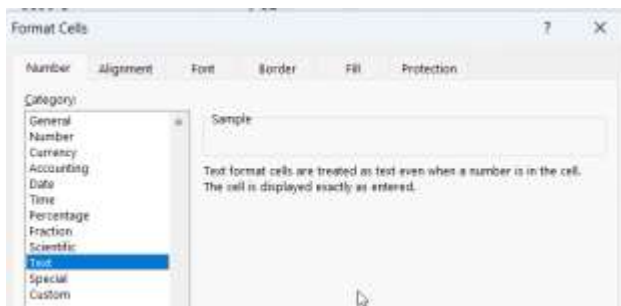 Format Cells
? X
Number Alignment Font Border Fill Protection
Category:
General
Number
Currency
Accounting
Date
Time
Percentage
Fraction
Scientific
Text
Special
Custom
Sample
Text format cells are treated as text even when a number is in the cell.
The cell is displayed exactly as entered.